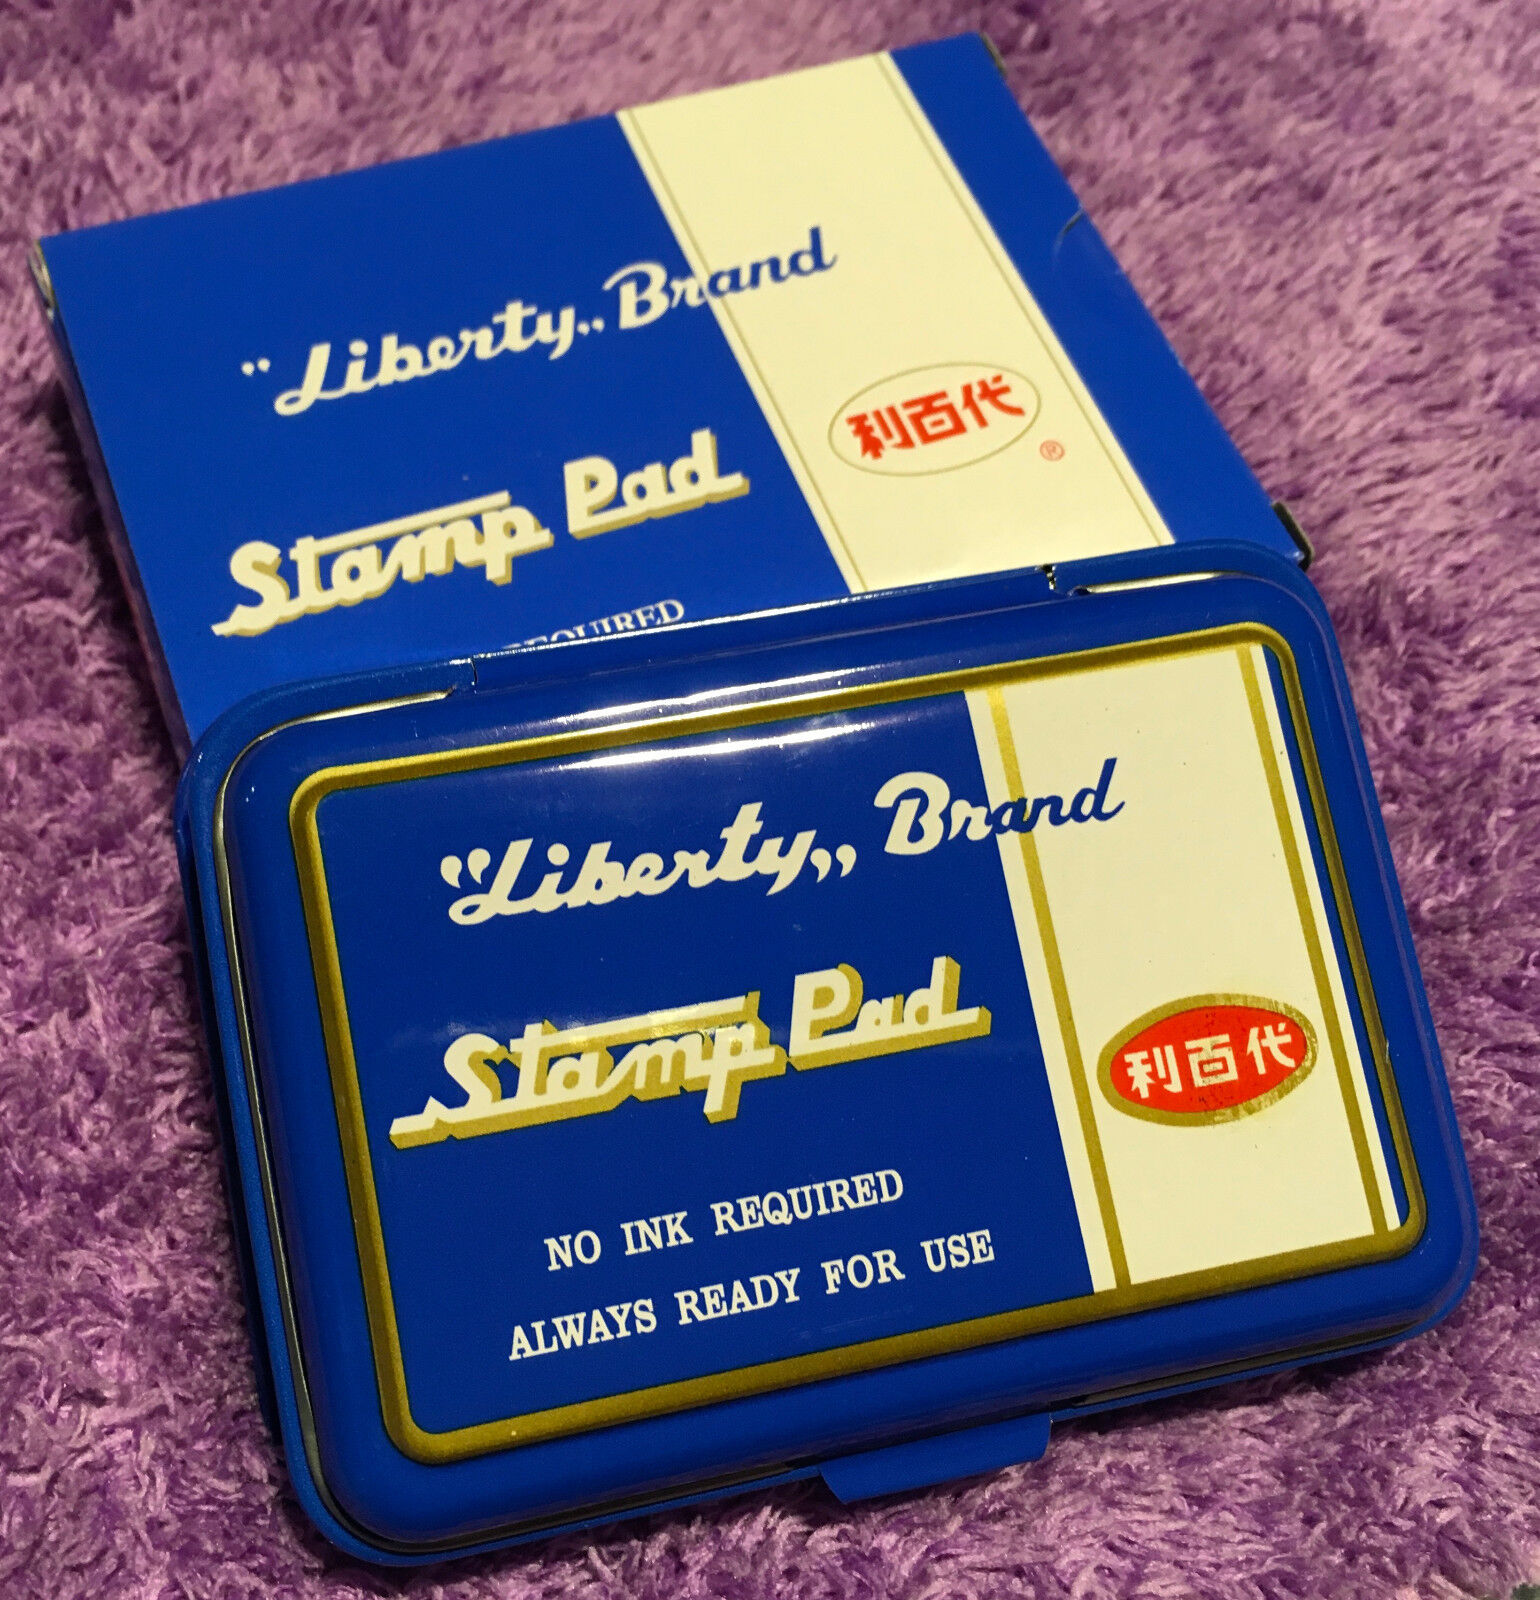 "Liberty„ Brand
利百代
®
Stamp Pad
REQUIRED
"Liberty„ Brand
Stamp Pad
利百代
NO INK REQUIRED
ALWAYS READY FOR USE